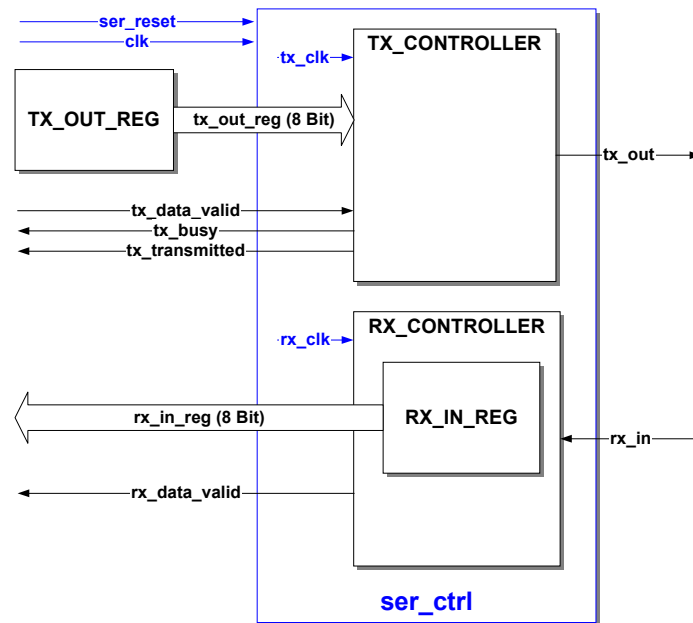 ser_reset
clk
tx_clk
TX_CONTROLLER
TX_OUT_REG
tx_out_reg (8 Bit)
tx_out
tx_data_valid
tx_busy
tx_transmitted
RX_CONTROLLER
rx_clk
rx_in_reg (8 Bit)
RX_IN_REG
rx_in
rx_data_valid
ser_ctrl